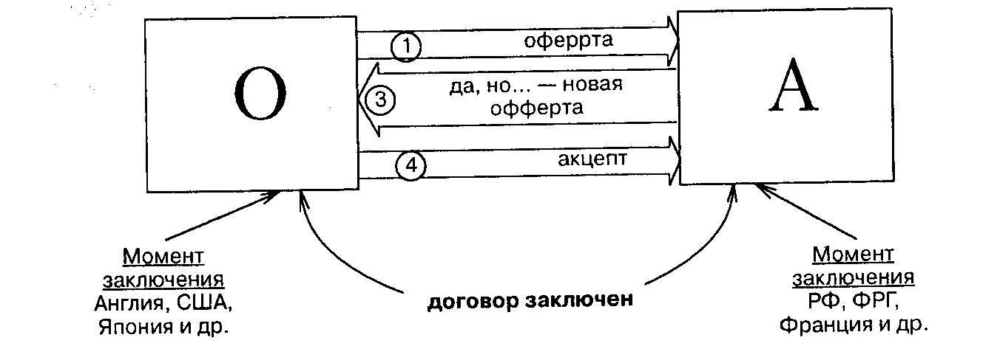 О
1
оферрта
3
да, но... — новая
офферта
4
акцепт
А
Момент
заключения
Англия, США,
Япония и др.
договор заключен
Момент
заключения
РФ, ФРГ,
Франция и др.